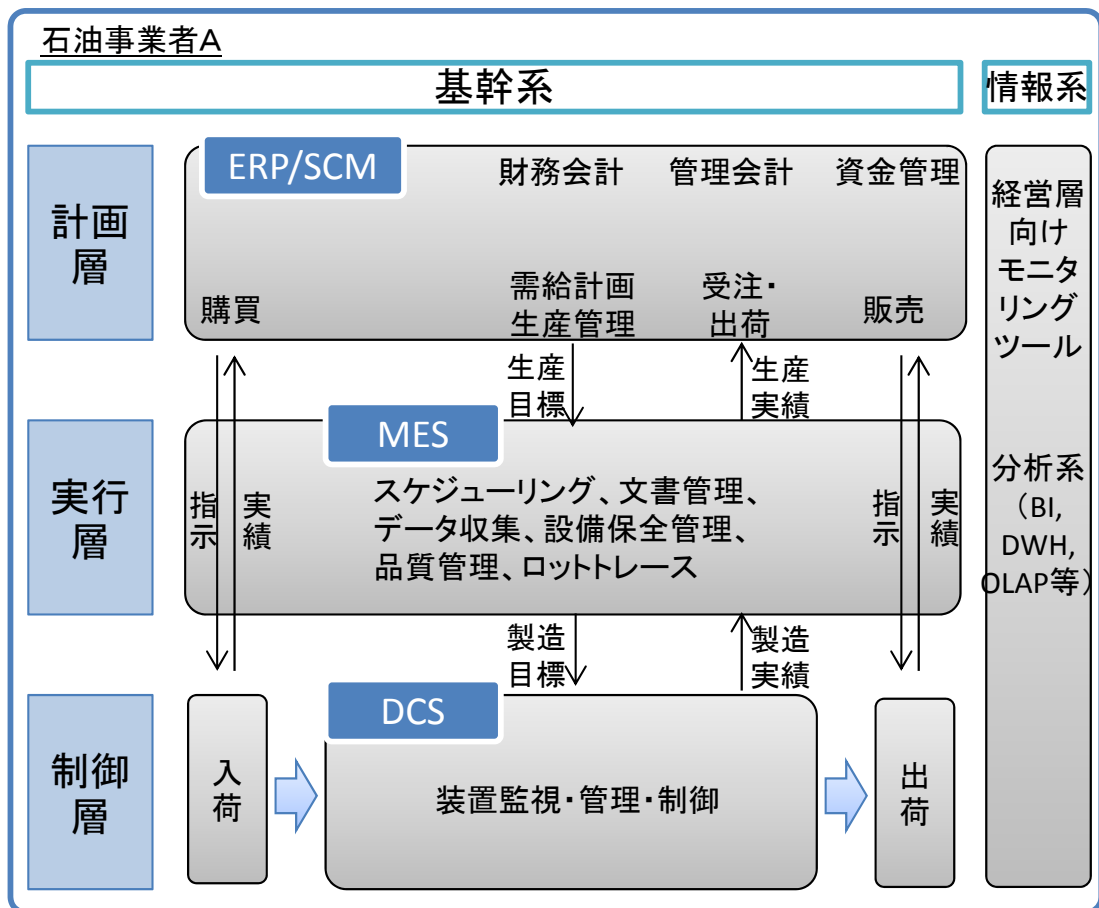 石油事業者A
基幹系
情報系
計画
層
ERP/SCM
財務会計
管理会計
資金管理
購買
需給計画
生産管理
受注・
出荷
販売
生産
目標
生産
実績
実行
層
MES
指示
実績
スケジューリング、文書管理、
データ収集、設備保全管理、
品質管理、ロットトレース
指示
実績
製造
目標
製造
実績
制御
層
DCS
入荷
装置監視・管理・制御
出荷
経営層
向け
モニタ
リング
ツール
分析系
（BI,
DWH,
OLAP等）